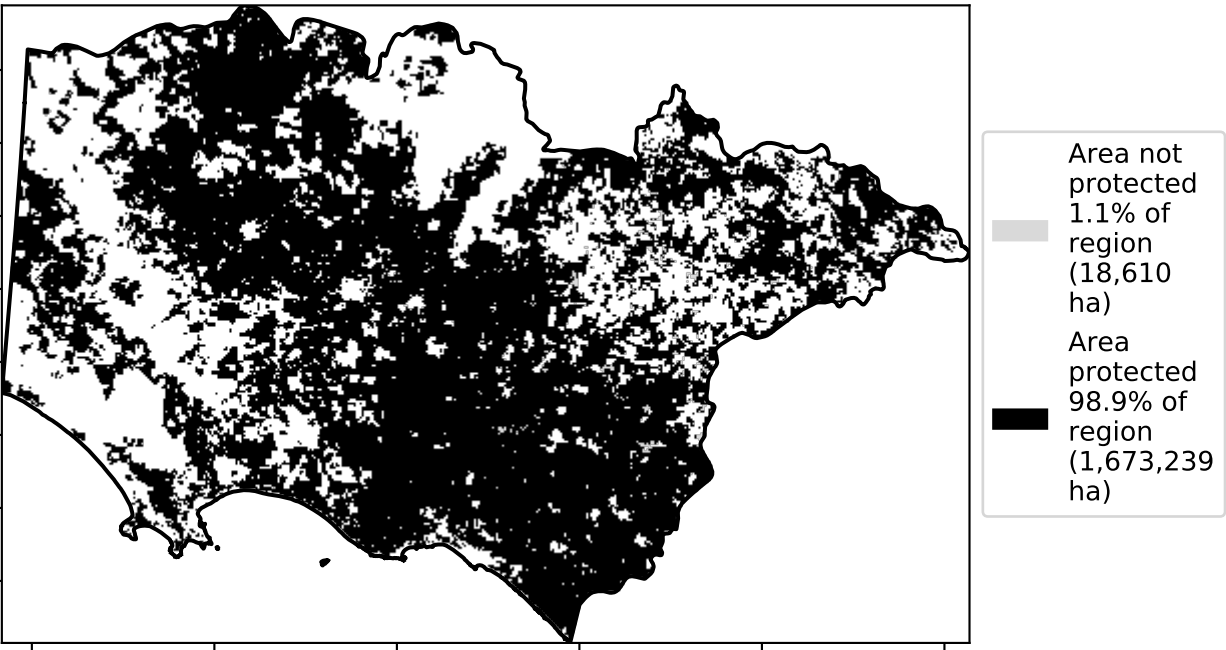 Area not
protected
1.1% of
region
(18,610
ha)
Area
protected
98.9% of
region
(1,673,239
ha)